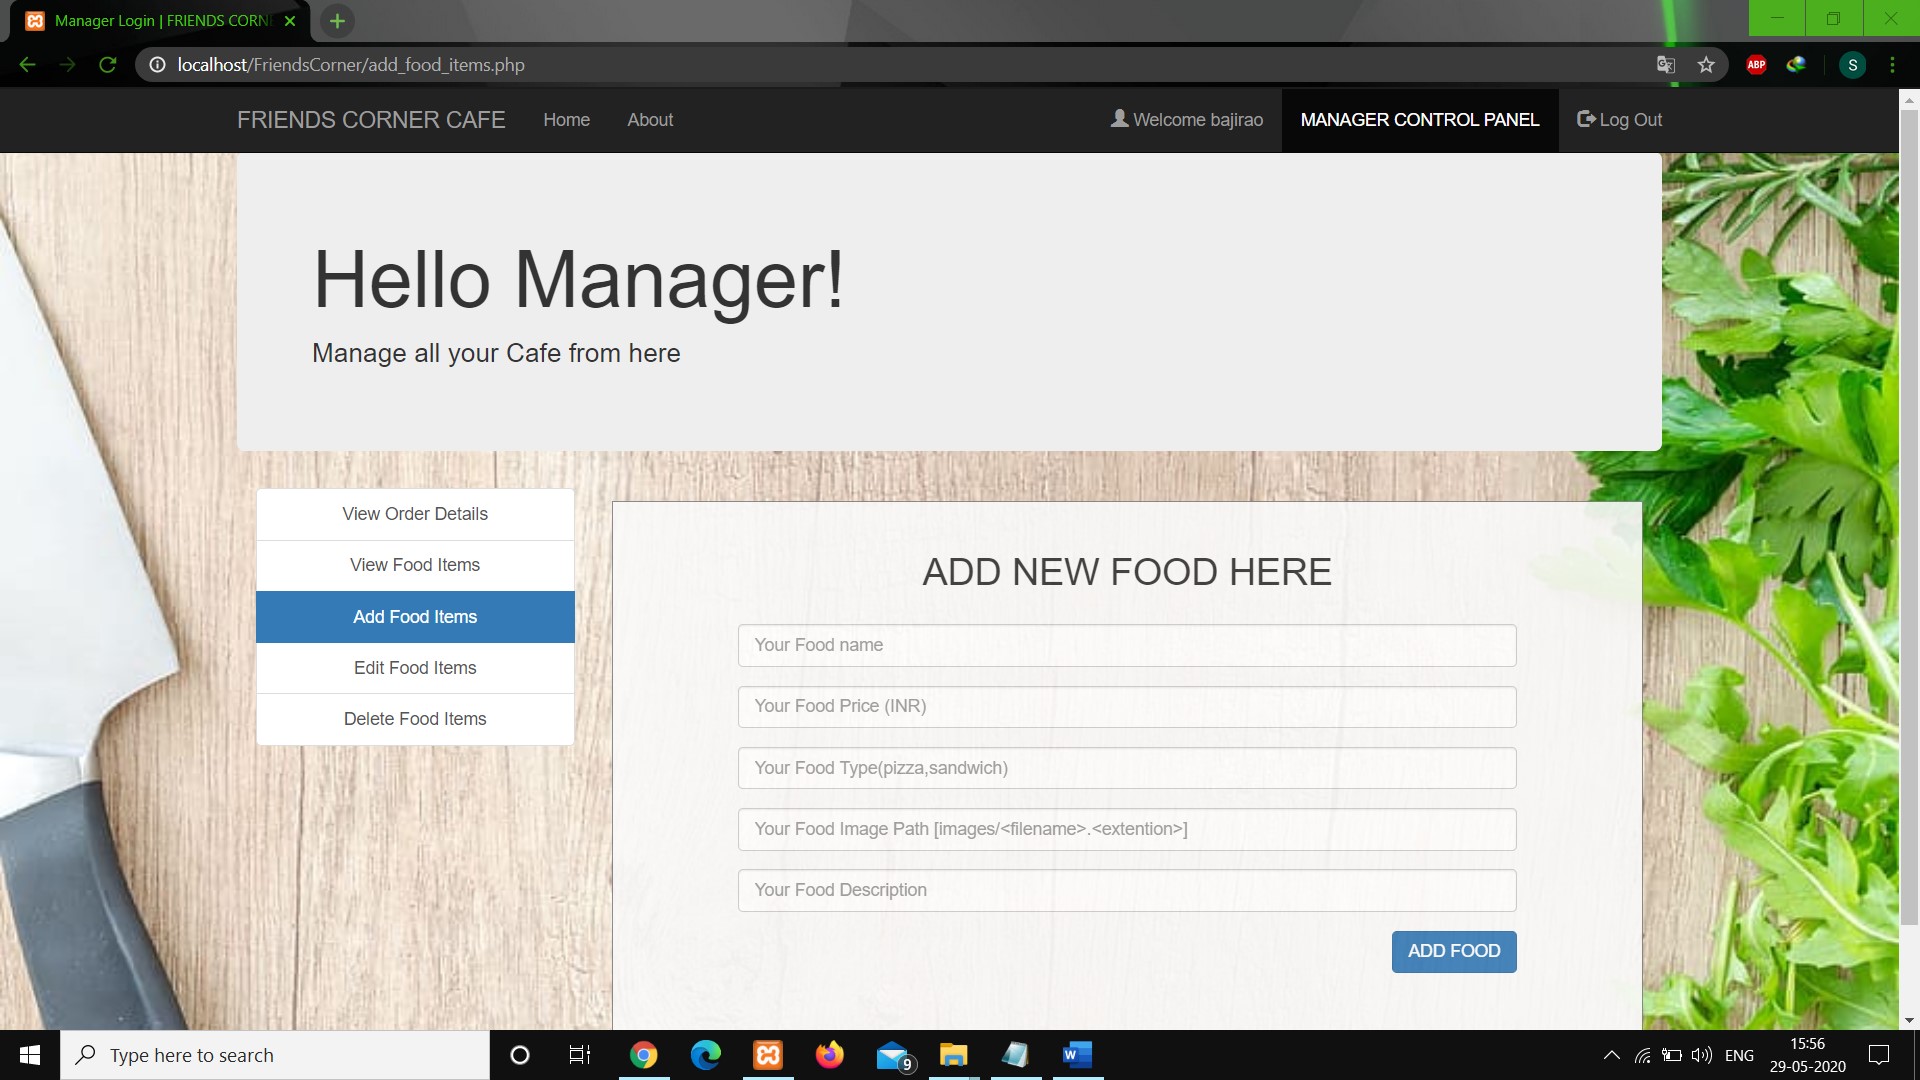 Manager Login | FRIENDS CORN
localhost/FriendsCorner/add_food_items.php
ABP
S
FRIENDS CORNER CAFE
Home
About
Welcome bajirao
MANAGER CONTROL PANEL
Log Out
Hello Manager!
Manage all your Cafe from here
View Order Details
View Food Items
Add Food Items
Edit Food Items
Delete Food Items
ADD NEW FOOD HERE
Your Food name
Your Food Price (INR)
Your Food Type(pizza,sandwich)
Your Food Image Path [images/<filename>.<extention>]
Your Food Description
ADD FOOD
Type here to search
9
W
ENG
15:56
29-05-2020